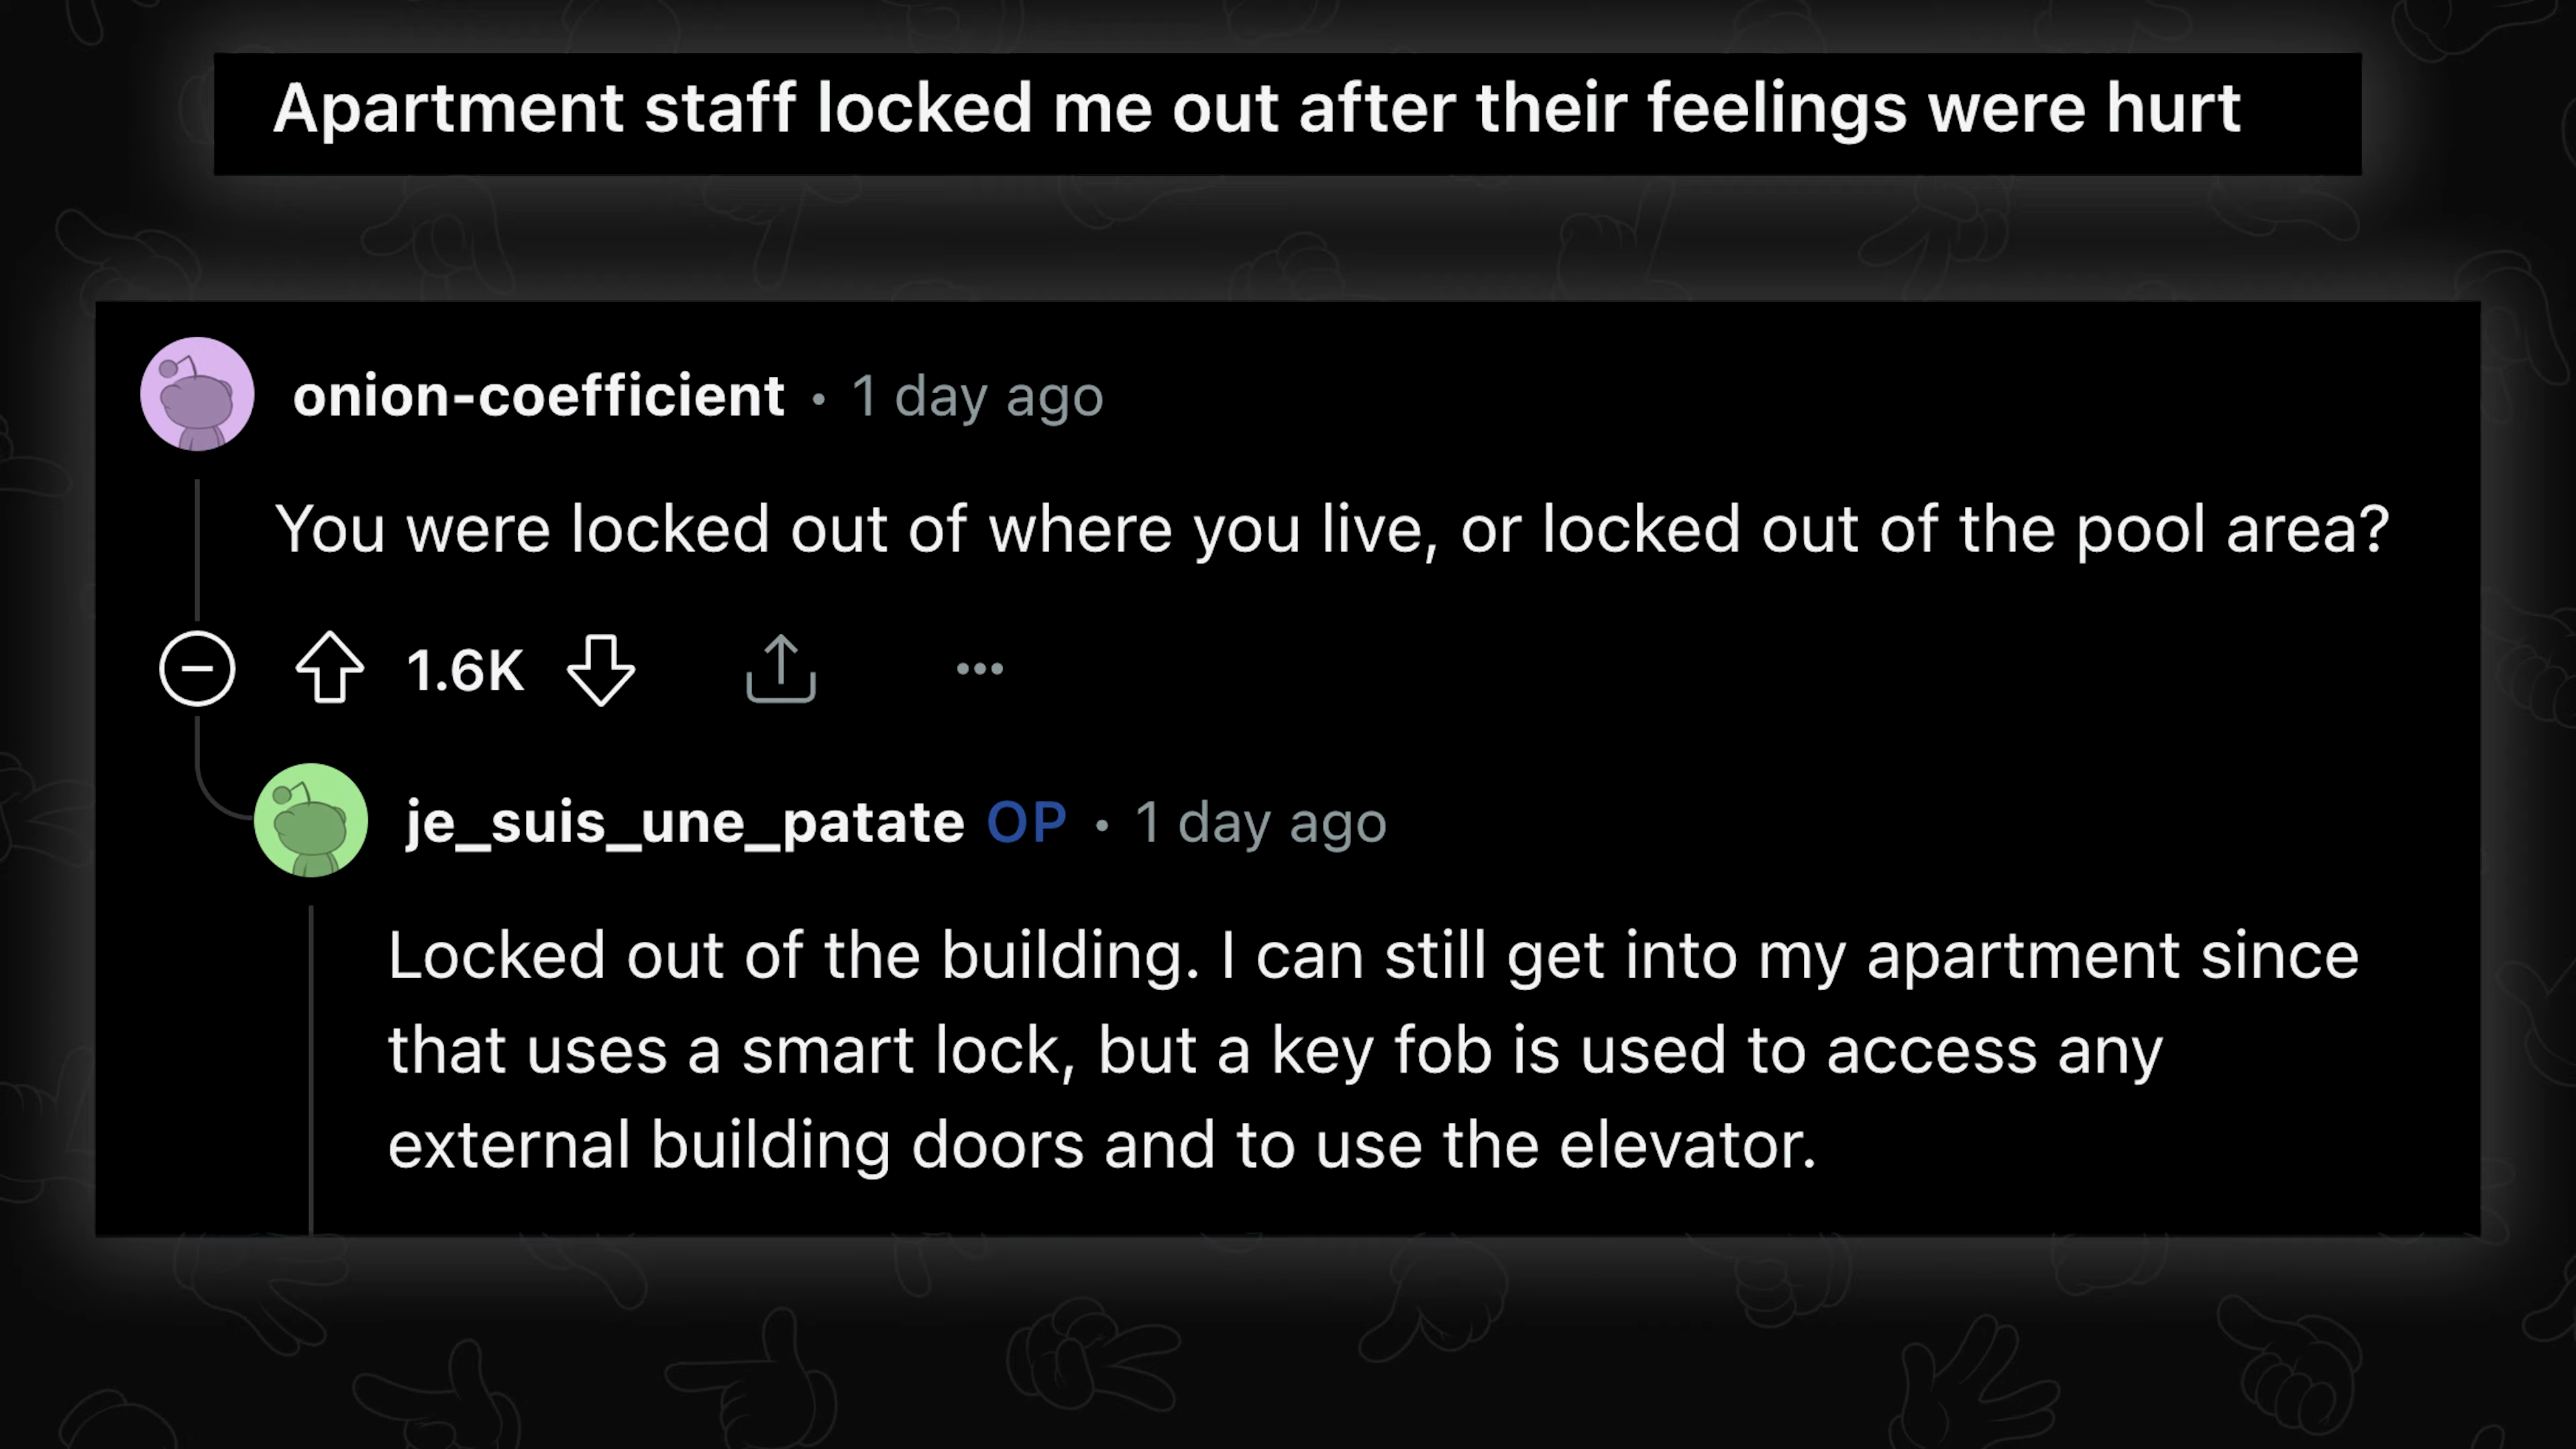 Apartment staff locked me out after their feelings were hurt
onion-coefficient · 1 day ago
You were locked out of where you live, or locked out of the pool area?
1.6K
je_suis_une_patate OP · 1 day ago
Locked out of the building. I can still get into my apartment since
that uses a smart lock, but a key fob is used to access any
external building doors and to use the elevator.